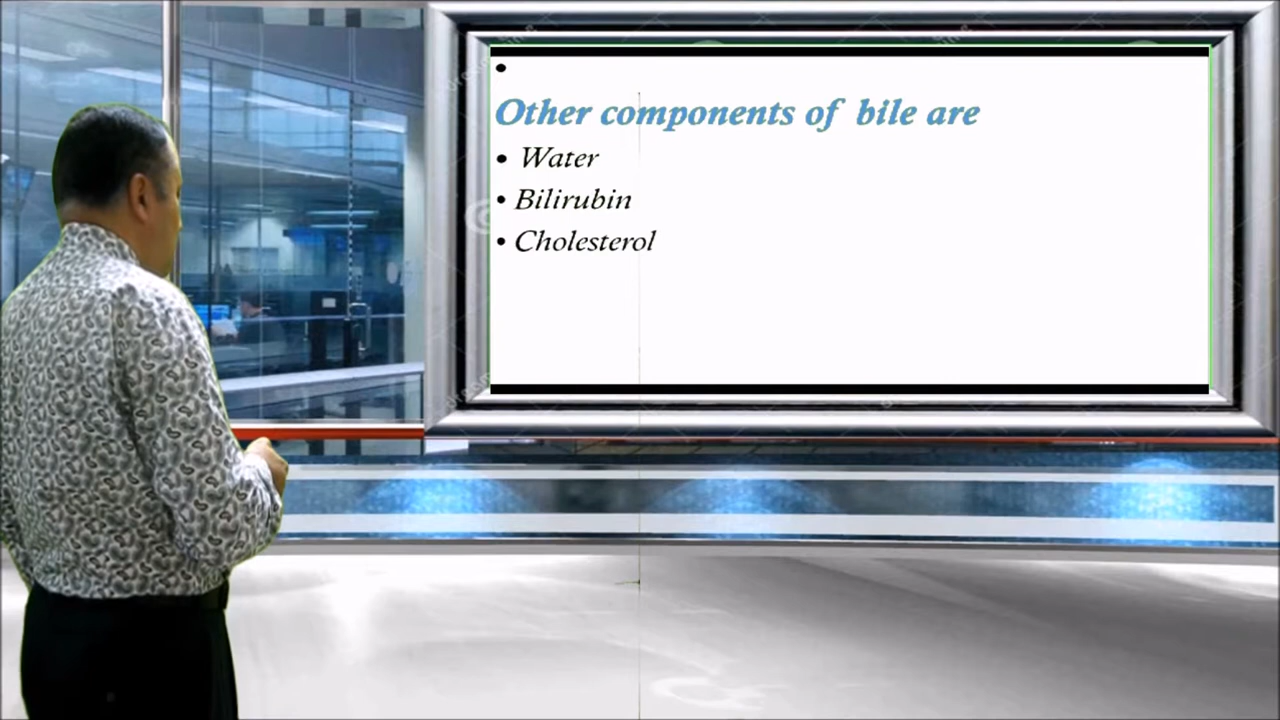 •
Other components of bile are
• Water
• Bilirubin
• Cholesterol